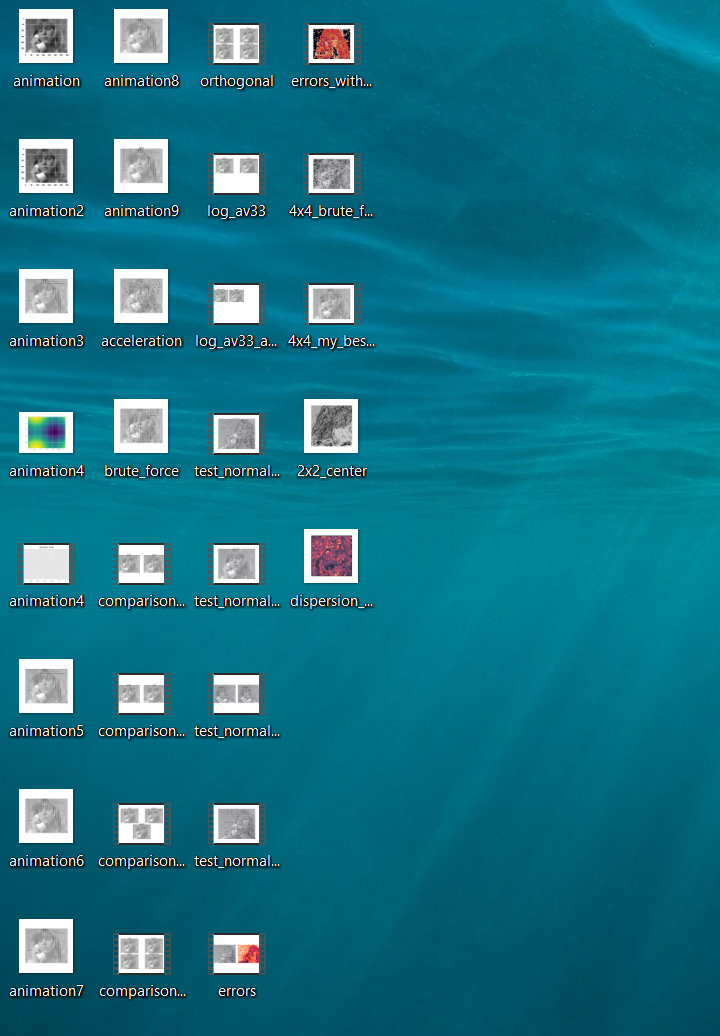 animation
animation8
orthogonal
errors_with...
animation2
animation9
log_av33
4x4_brute_f...
animation3
acceleration
log_av33_a...
4x4_my_bes...
animation4
brute_force
test_normal...
2x2_center
animation4
comparison...
test_normal...
dispersion_...
animation5
comparison...
test_normal...
animation6
comparison...
test_normal...
animation7
comparison...
errors